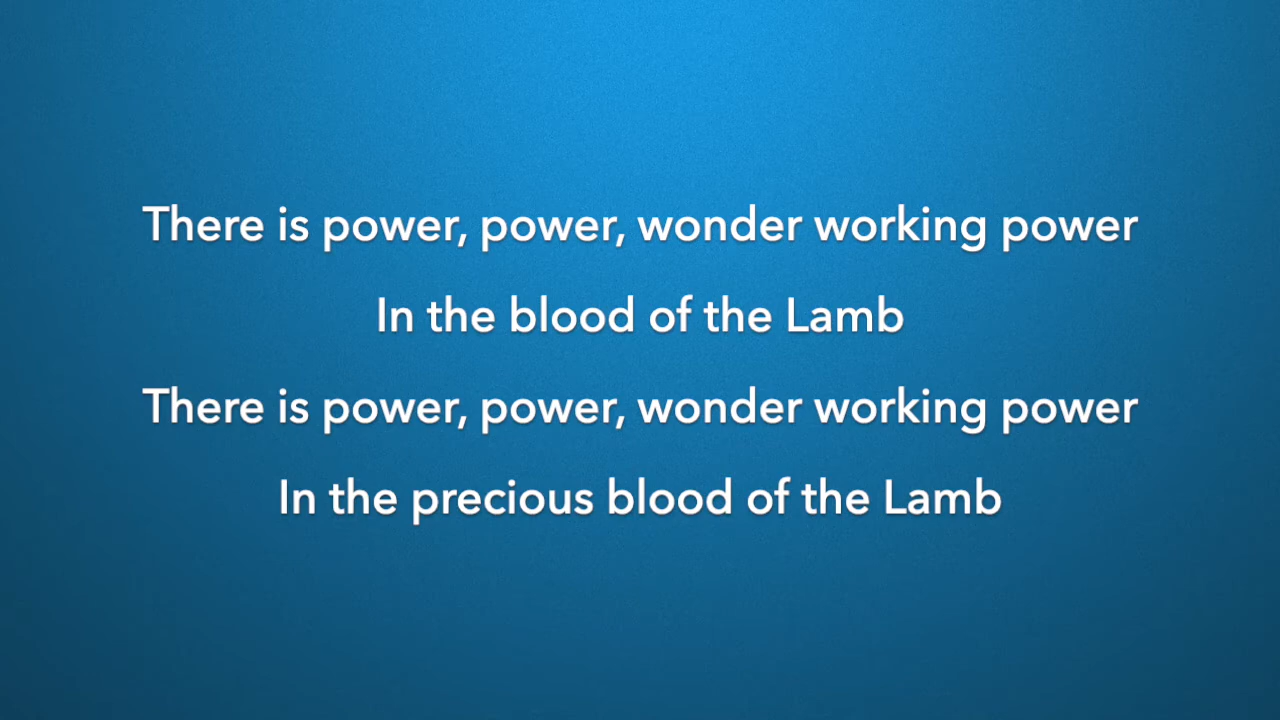 There is power, power, wonder working power
In the blood of the Lamb
There is power, power, wonder working power
In the precious blood of the Lamb